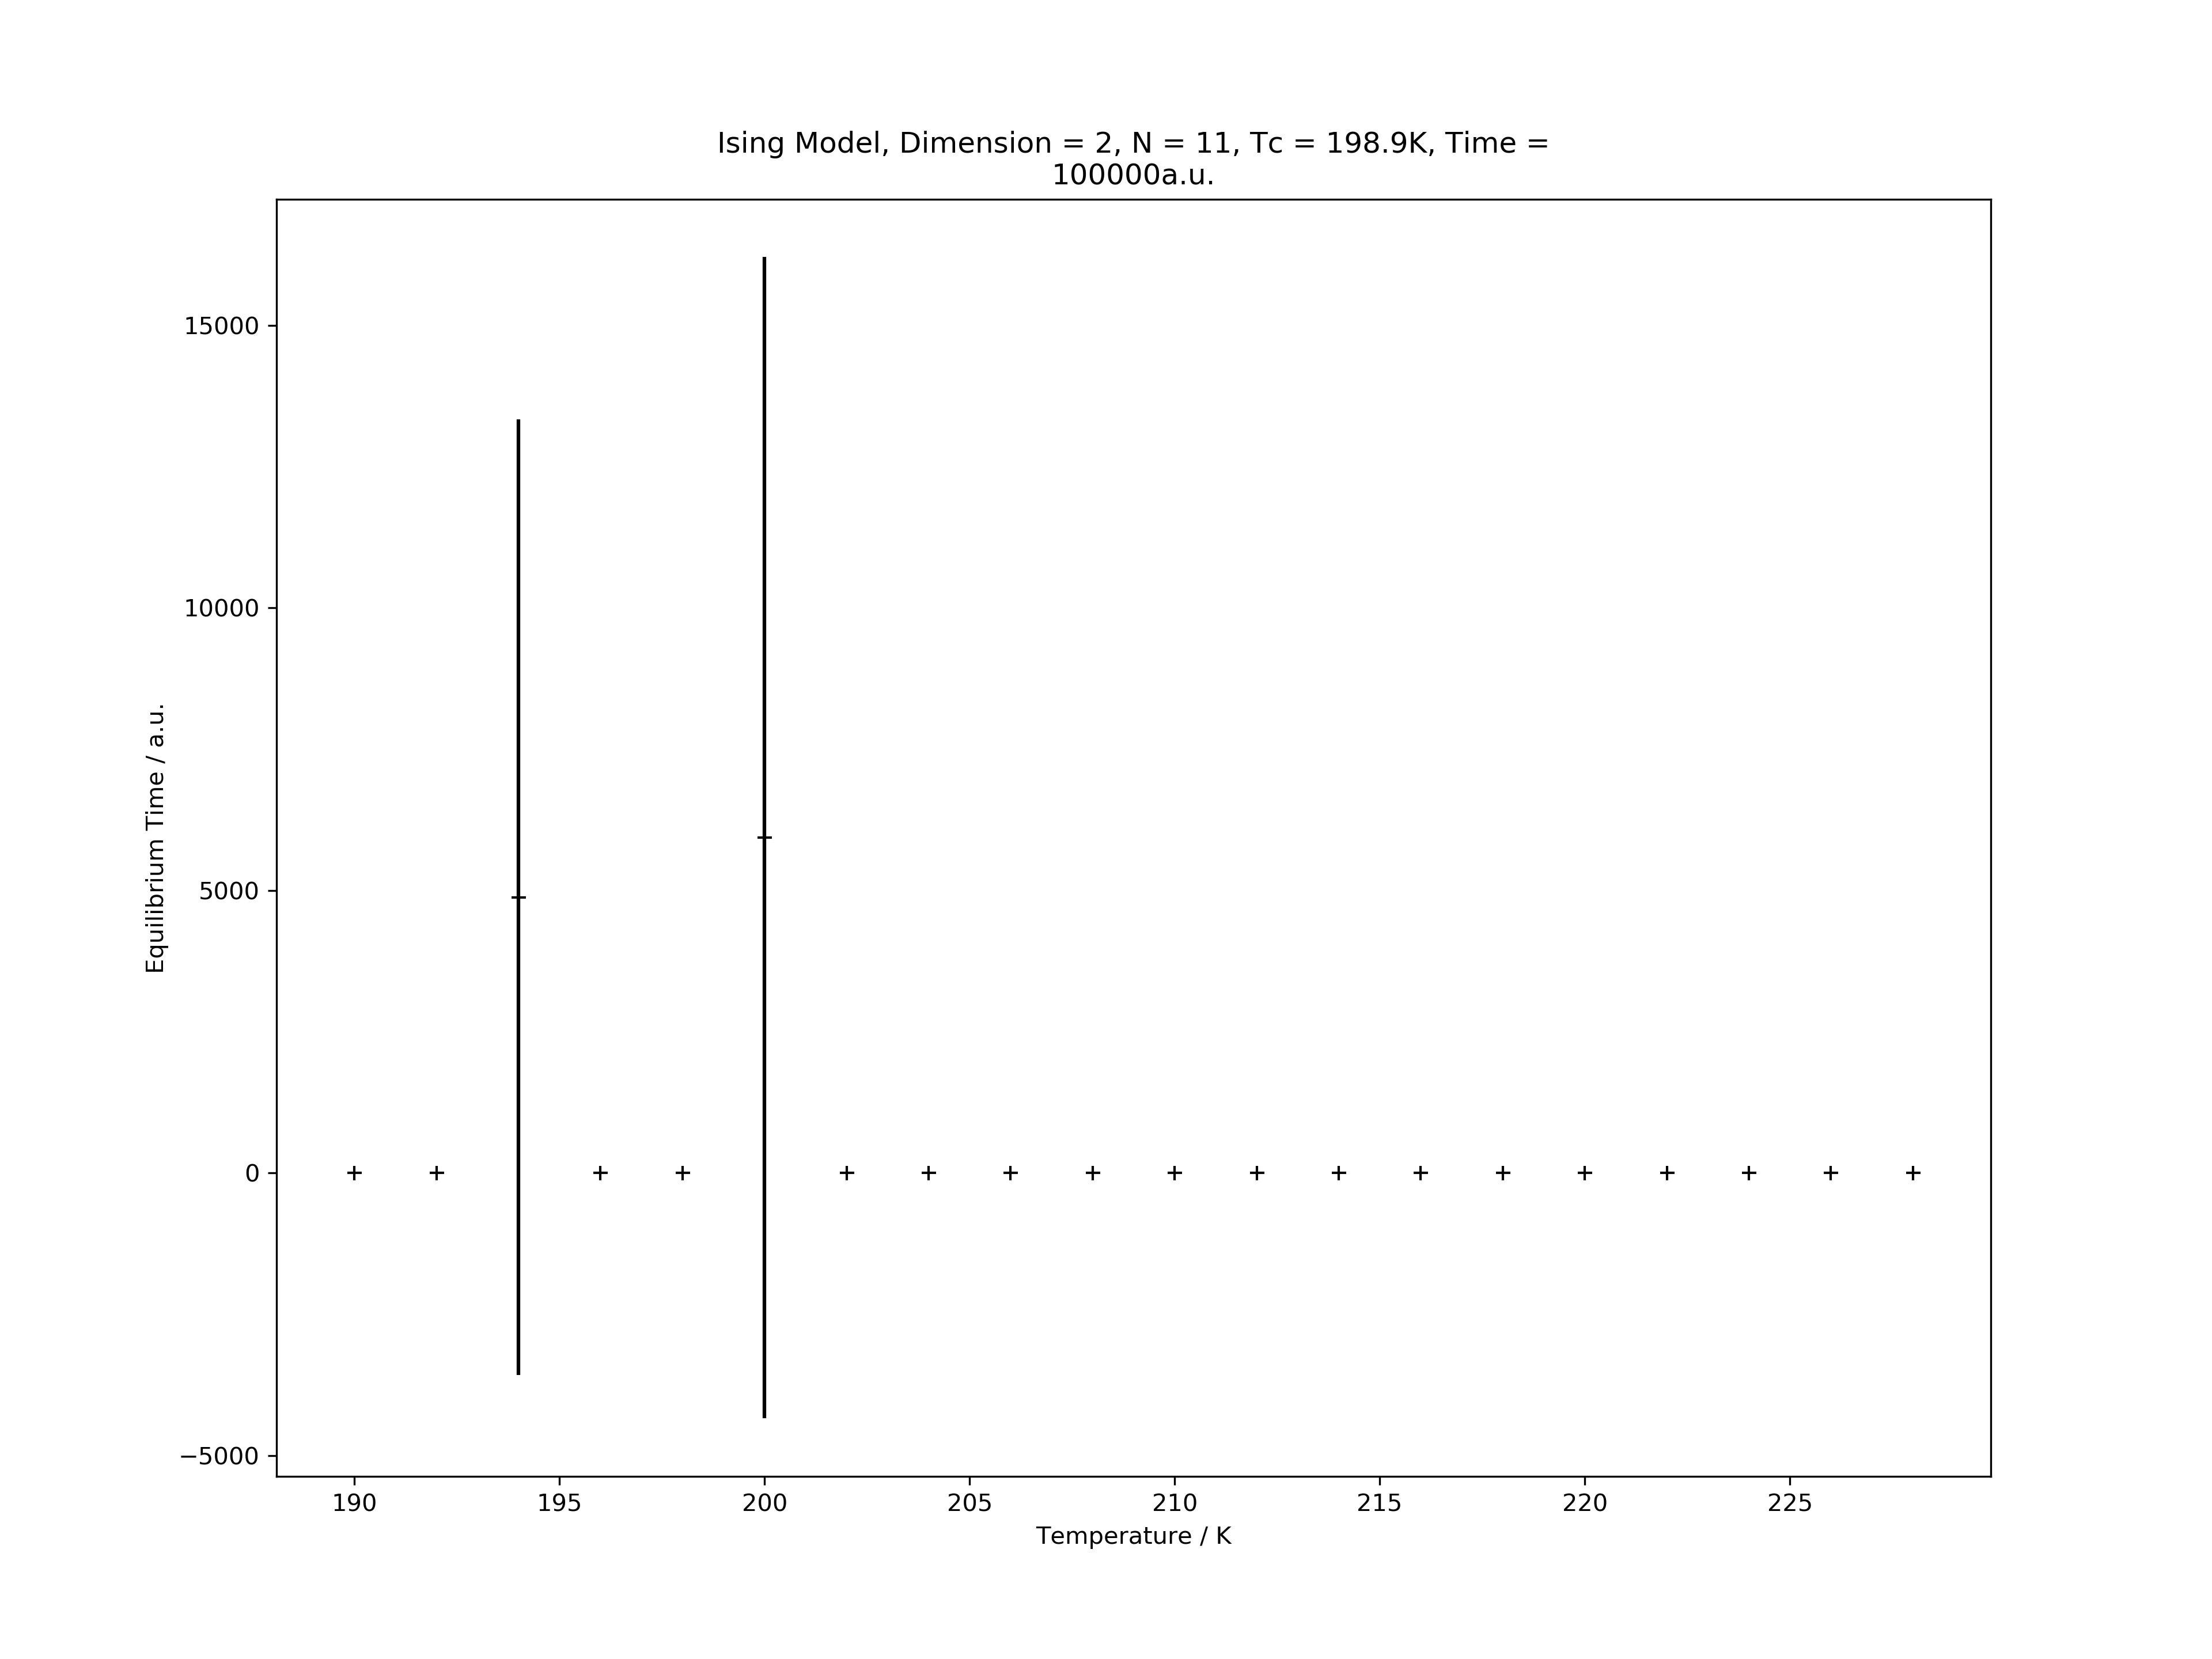 Ising Model, Dimension = 2, N = 11, Tc = 198.9K, Time =
100000a.u.
15000
10000
5000
0
−5000
Equilibrium Time / a.u.
190 195 200 205 210 215 220 225
Temperature / K